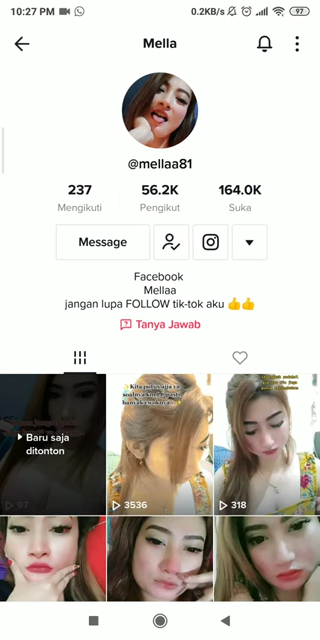 10:27 PM
0.2KB/s
97
Mella
@mellaa81
237
56.2K
164.0K
Mengikuti
Pengikut
Suka
Message
Facebook
Mellaa
jangan lupa FOLLOW tik-tok aku 👍👍
Tanya Jawab
Baru saja
ditonton
97
3536
318